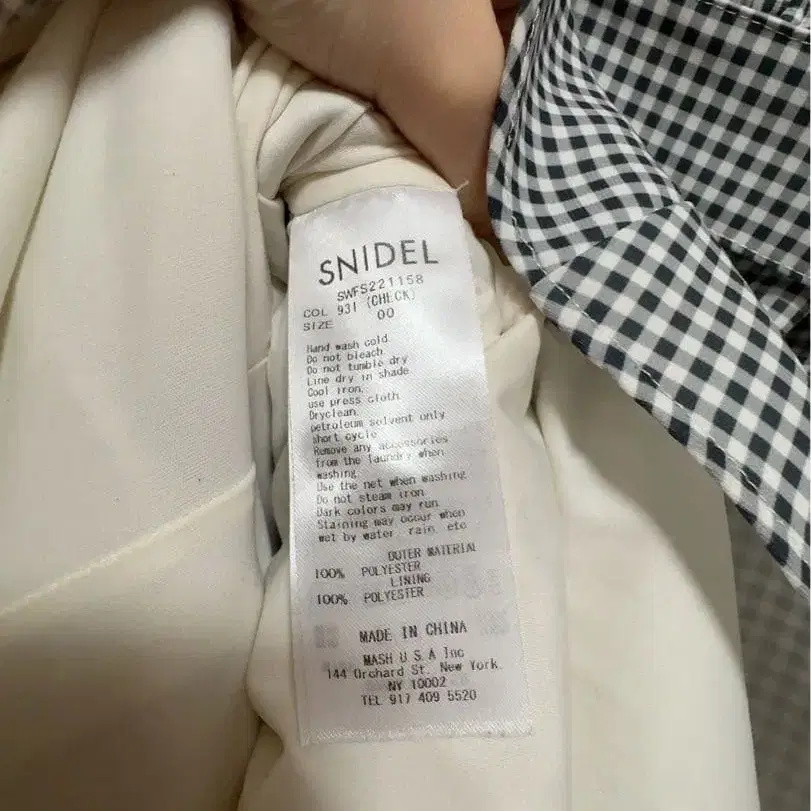 SNIDEL
SWFS221158
COL 931 (CHECK)
SIZE 00
Hand wash cold.
Do not bleach.
Do not tumble dry
Line dry in shade
Cool iron.
use press cloth
Dryclean.
petroleum solvent only
short cycle
Remove any accessories
from the laundry when
washing.
Use the net when washing
Do not steam iron
Dark colors may run
Staining may occur when
wet by water rain etc
OUTER MATERIAL
100% POLYESTER
LINING
100% POLYESTER
MADE IN CHINA
MASH U.S.A Inc
144 Orchard St. New York.
NY 10002
TEL 917 409 5520